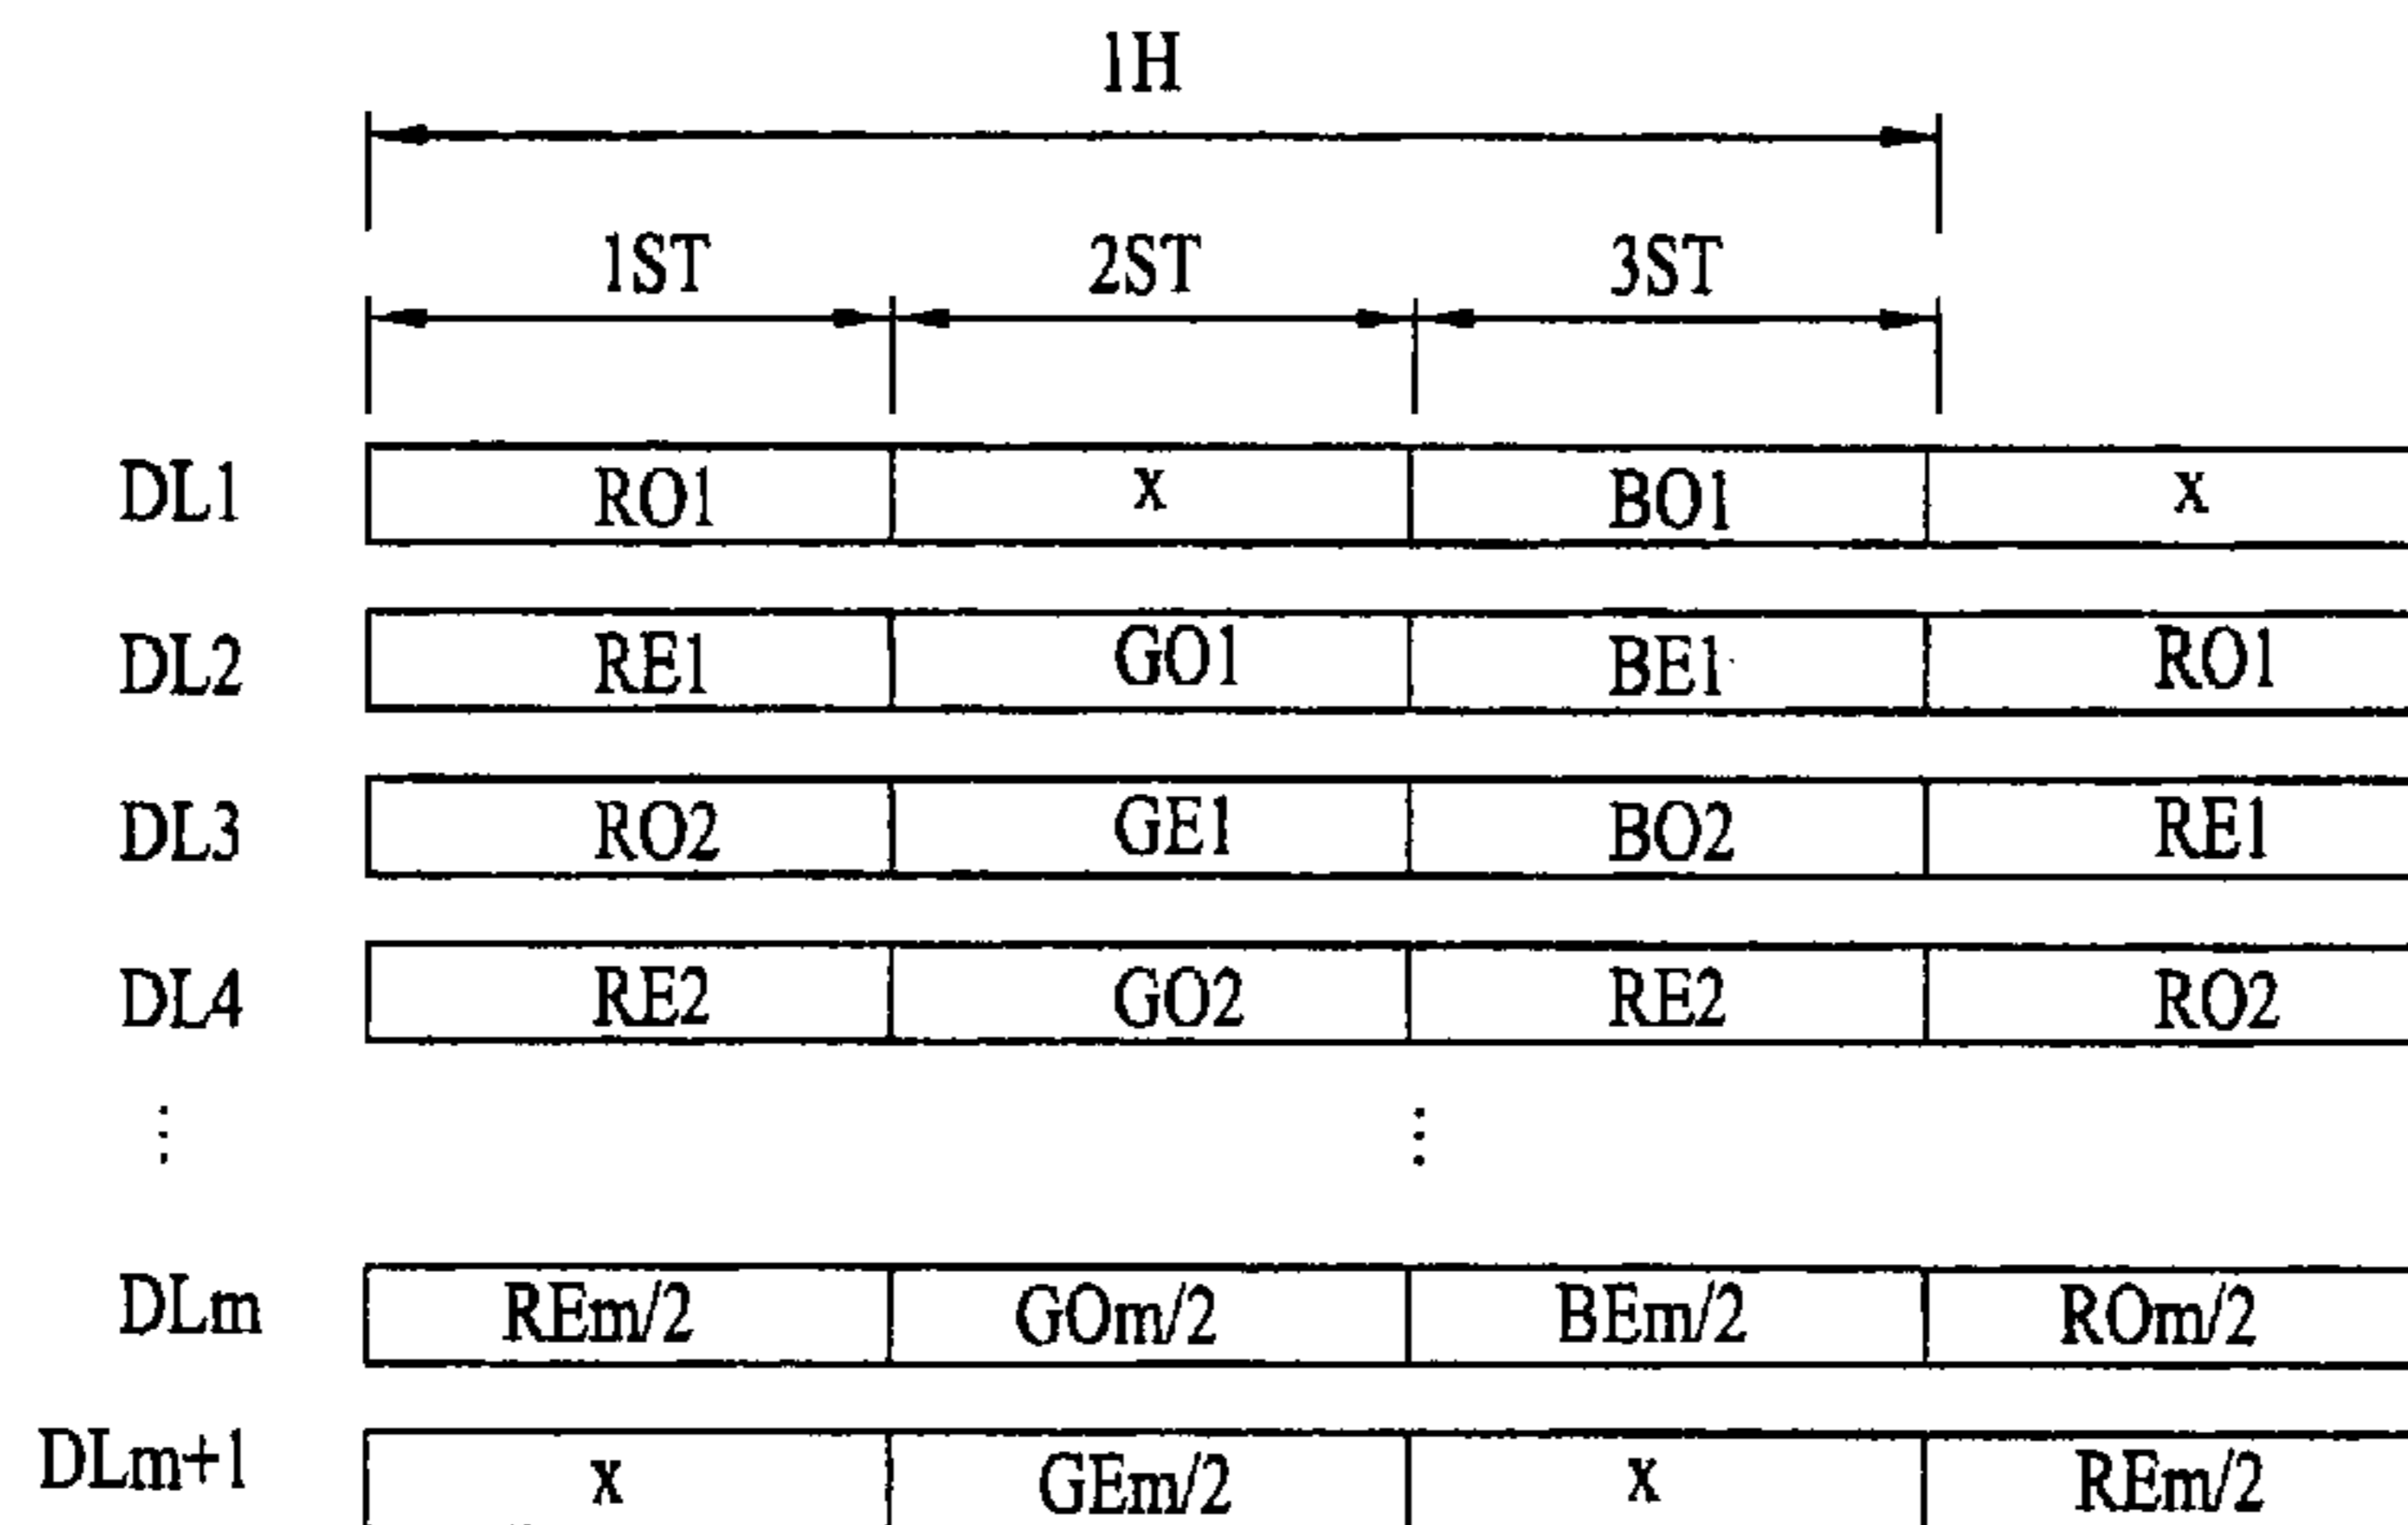 1H
1ST 2ST 3ST
DL1 RO1 x BO1 x
DL2 RE1 GO1 BE1 RO1
DL3 RO2 GE1 BO2 RE1
DL4 RE2 GO2 RE2 RO2
⋮ ⋮
DLm REm/2 GOm/2 BEm/2 ROm/2
DLm+1 x GEm/2 x REm/2